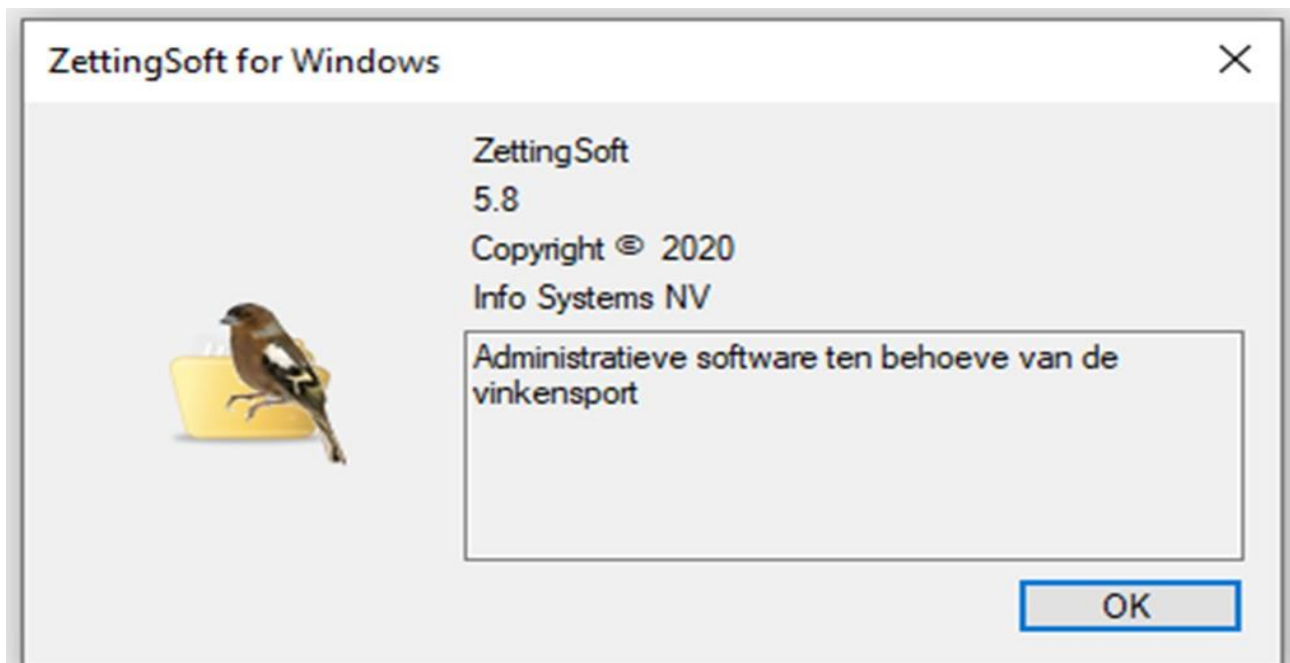 ZettingSoft for Windows
ZettingSoft
5.8
Copyright © 2020
Info Systems NV
Administratieve software ten behoeve van de
vinkensport
OK